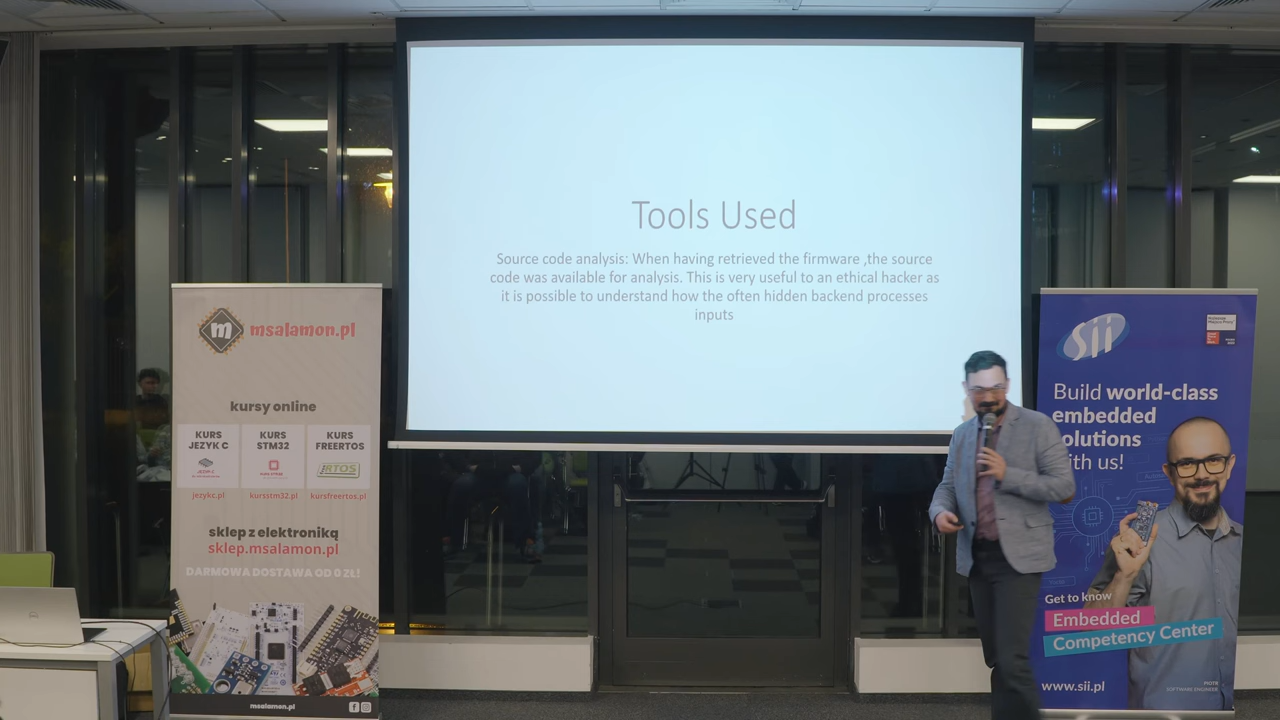 Tools Used
Source code analysis: When having retrieved the firmware ,the source
code was available for analysis. This is very useful to an ethical hacker as
it is possible to understand how the often hidden backend processes
inputs
m msalamon.pl
kursy online
KURS
JEZYK C
KURS
STM32
KURS
FREERTOS
RTOS
jezykc.pl
kursstm32.pl
kursfreertos.pl
sklep z elektroniką
sklep.msalamon.pl
DARMOWA DOSTAWA OD 0 ZŁ!
msalamon.pl
sii
Build world-class
embedded
olutions
ith us!
Get to know
Embedded
Competency Center
www.sii.pl
PIOTR
SOFTWARE ENGINEER